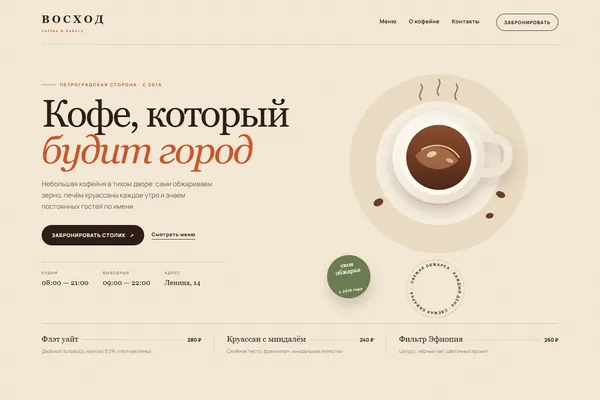 ВОСХОД
Меню
О кофейне
Контакты
ЗАБРОНИРОВАТЬ
ПЕТРОГРАДСКАЯ СТОРОНА · С 2015
Кофе, который
будит город
Небольшая кофейня в тихом дворе: сами обжариваем
зерно, печём круассаны каждое утро и знаем
постоянных гостей по имени.
ЗАБРОНИРОВАТЬ СТОЛИК ↗
Смотреть меню
БУДНИ
08:00 — 21:00
ВЫХОДНЫЕ
09:00 — 22:00
АДРЕС
Ленина, 14
своя
обжарка
с 2015 года
СВЕЖАЯ ОБЖАРКА · КАЖДЫЙ ДЕНЬ · СВЕЖАЯ ОБЖАРКА
Флэт уайт
280 ₽
Двойной эспрессо, молоко 3.2%, плотная пенка
Круассан с миндалём
240 ₽
Слоёное тесто, франжипан, миндальные лепестки
Фильтр Эфиопия
260 ₽
Цитрус, чёрный чай, цветочный аромат